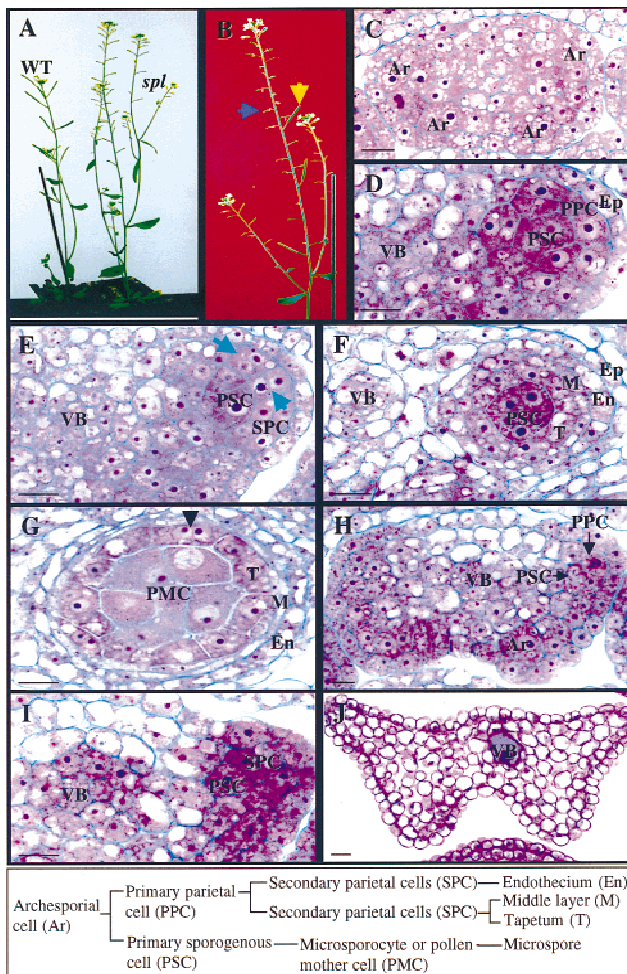 A
WT
spl
B
C
Ar
Ar
Ar
Ar
D
PPC
Ep
PSC
VB
E
PSC
VB
SPC
F
Ep
VB
M
En
PSC
T
G
T
PMC
M
En
H
PPC
VB
PSC
Ar
I
SPC
PSC
VB
J
VB
Secondary parietal cells (SPC) Endothecium (En)
Primary parietal cell (PPC)
Archesporial cell (Ar)
Secondary parietal cells (SPC) Middle layer (M)
Tapetum (T)
Primary sporogenous cell (PSC)
Microsporocyte or pollen mother cell (PMC)
Microspore